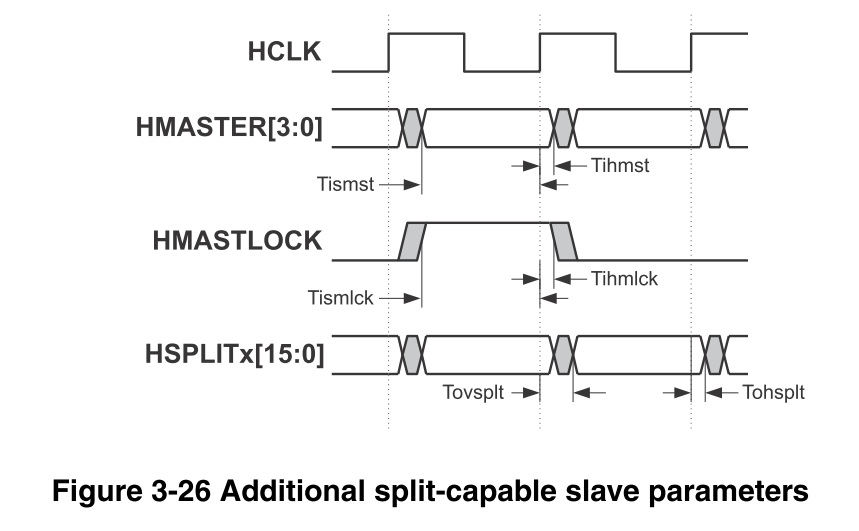 HCLK
HMASTER[3:0]
Tihmst
Tismst
HMASTLOCK
Tihmlck
Tismlck
HSPLITx[15:0]
Tovsplt
Tohsplt
Figure 3-26 Additional split-capable slave parameters